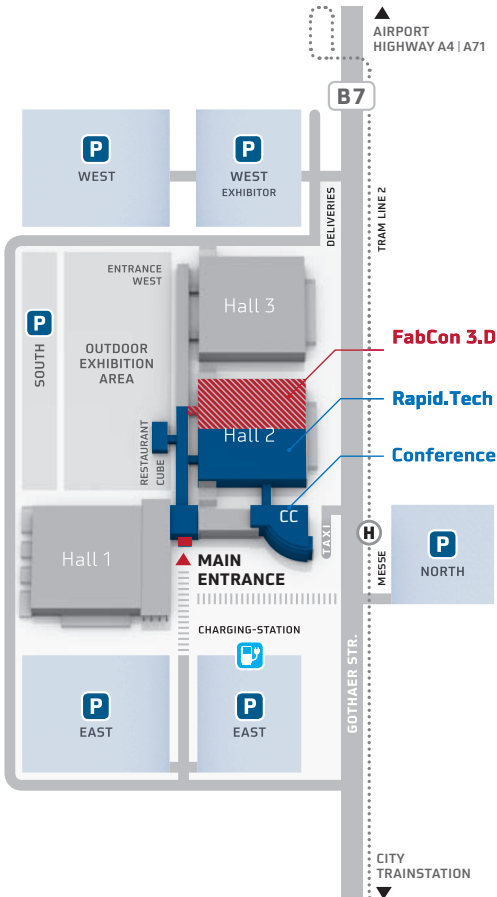 AIRPORT
HIGHWAY A4 | A71
B7
P
WEST
P
WEST
EXHIBITOR
DELIVERIES
TRAM LINE 2
ENTRANCE
WEST
Hall 3
P
SOUTH
OUTDOOR
EXHIBITION
AREA
FabCon 3.D
Rapid.Tech
Hall 2
RESTAURANT
CUBE
Conference
CC
TAXI
H
MESSE
P
NORTH
Hall 1
MAIN
ENTRANCE
CHARGING-STATION
GOTHAER STR.
P
EAST
P
EAST
CITY
TRAINSTATION